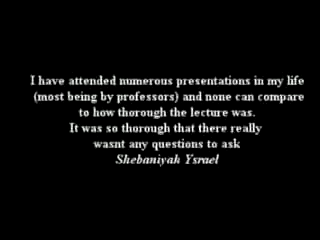 I have attended numerous presentations in my life
(most being by professors) and none can compare
to how thorough the lecture was.
It was so thorough that there really
wasnt any questions to ask
Shebaniyah Ysrael